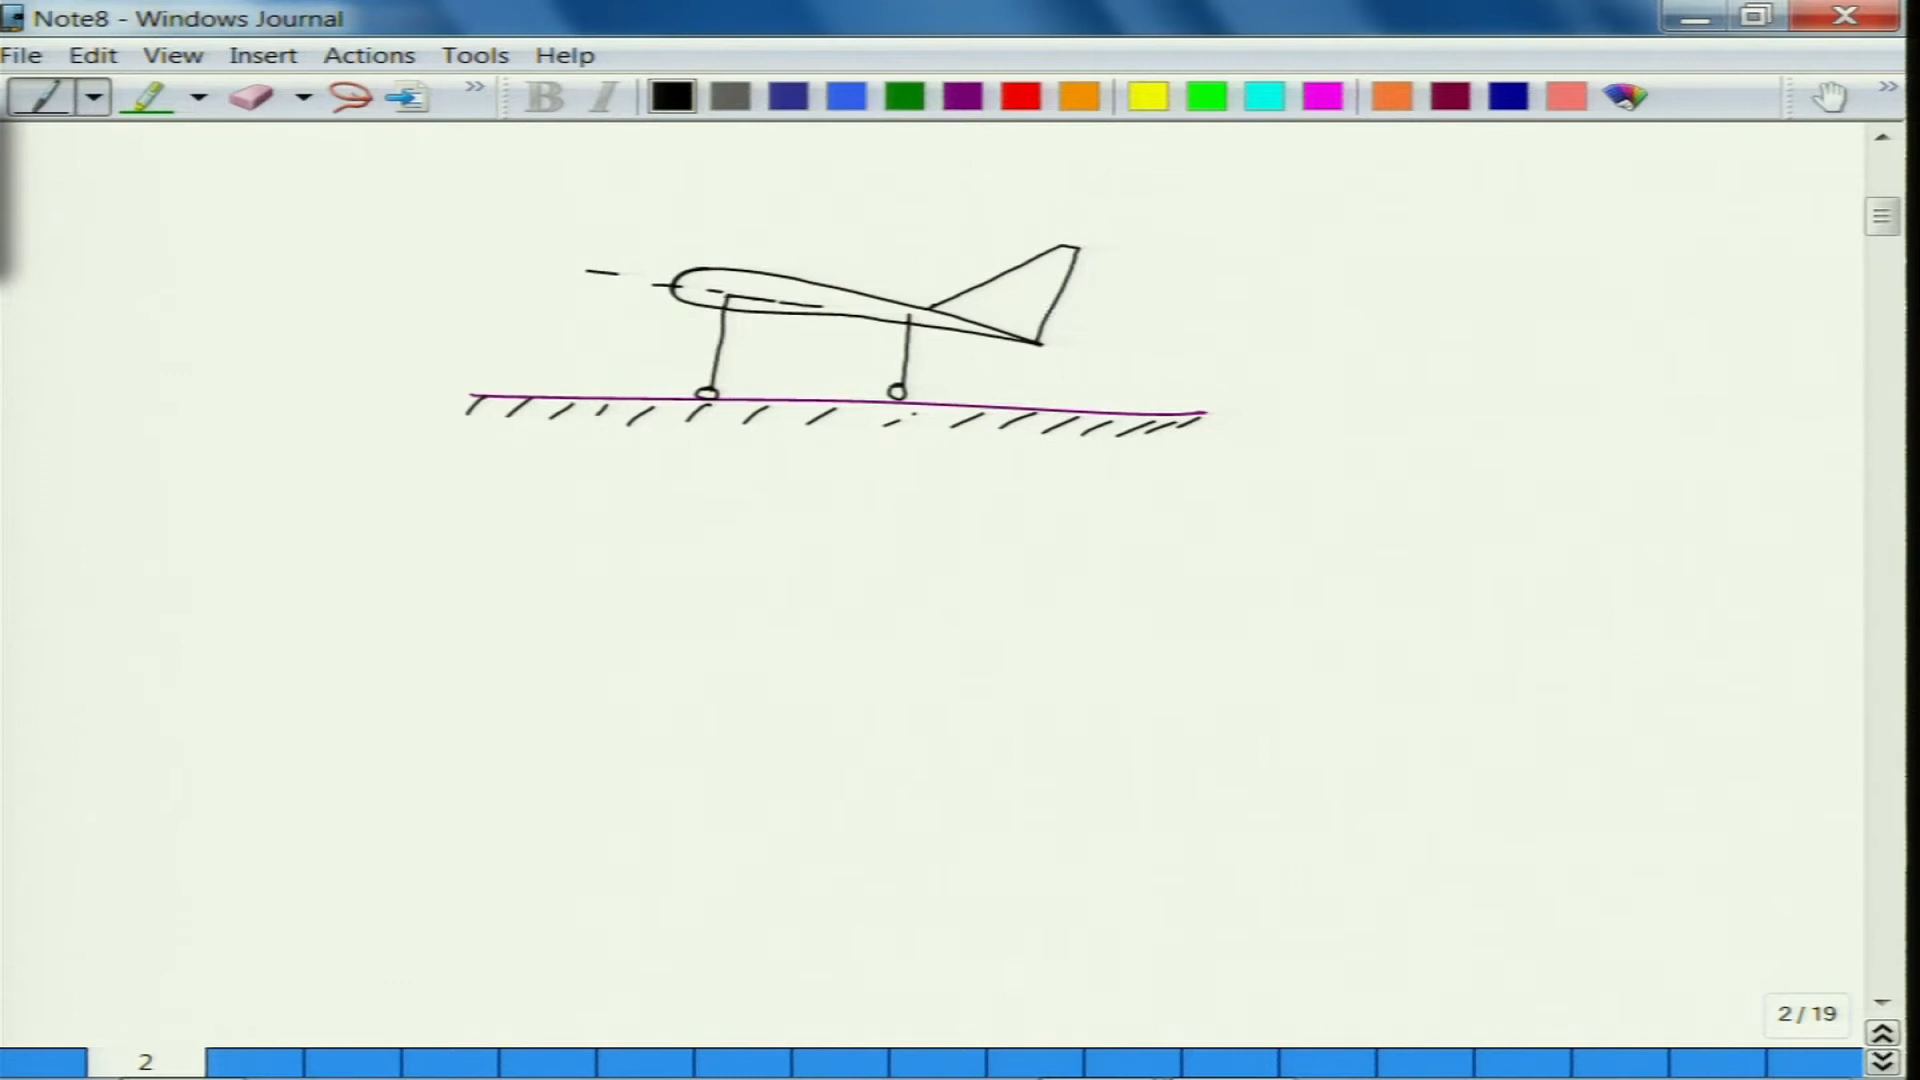 Note8 - Windows Journal
File Edit View Insert Actions Tools Help
B I
2 / 19
2